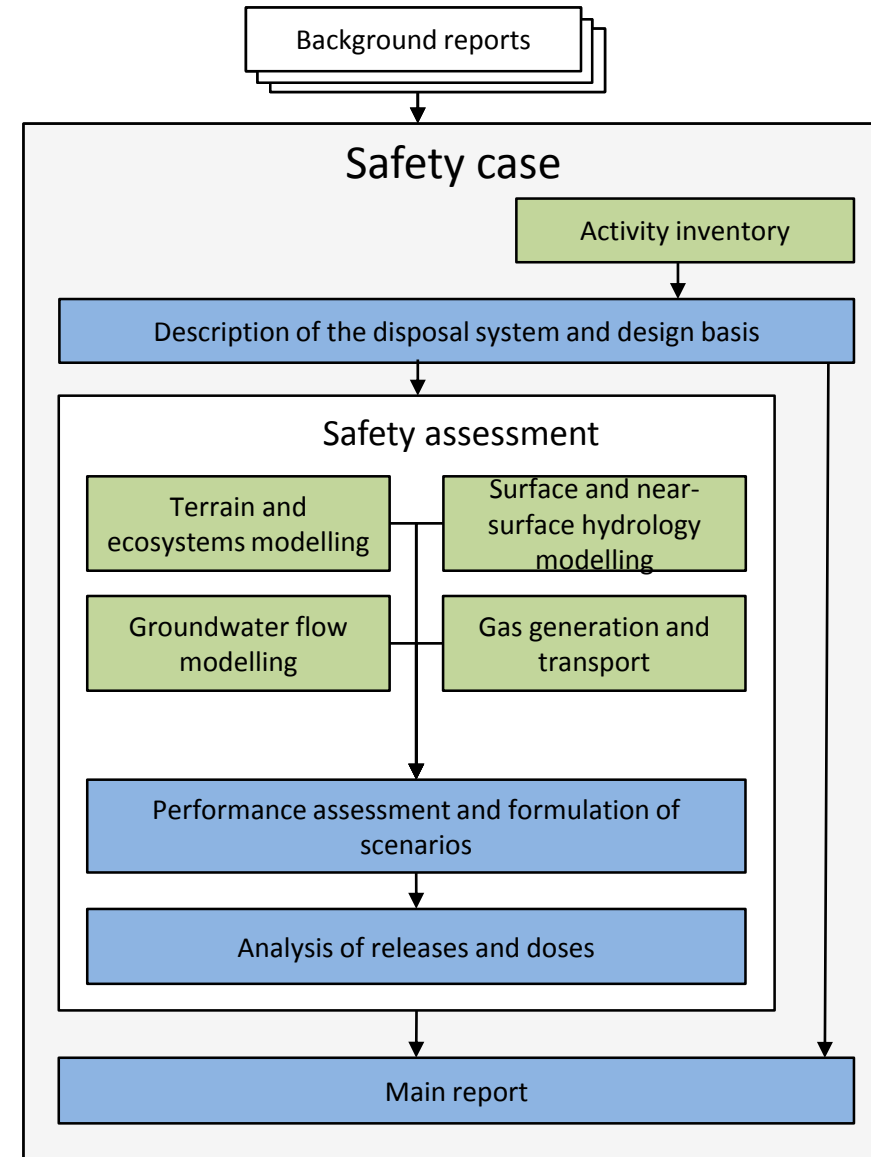 Background reports
Safety case
Activity inventory
Description of the disposal system and design basis
Safety assessment
Terrain and
ecosystems modelling
Surface and near-
surface hydrology
modelling
Groundwater flow
modelling
Gas generation and
transport
Performance assessment and formulation of
scenarios
Analysis of releases and doses
Main report